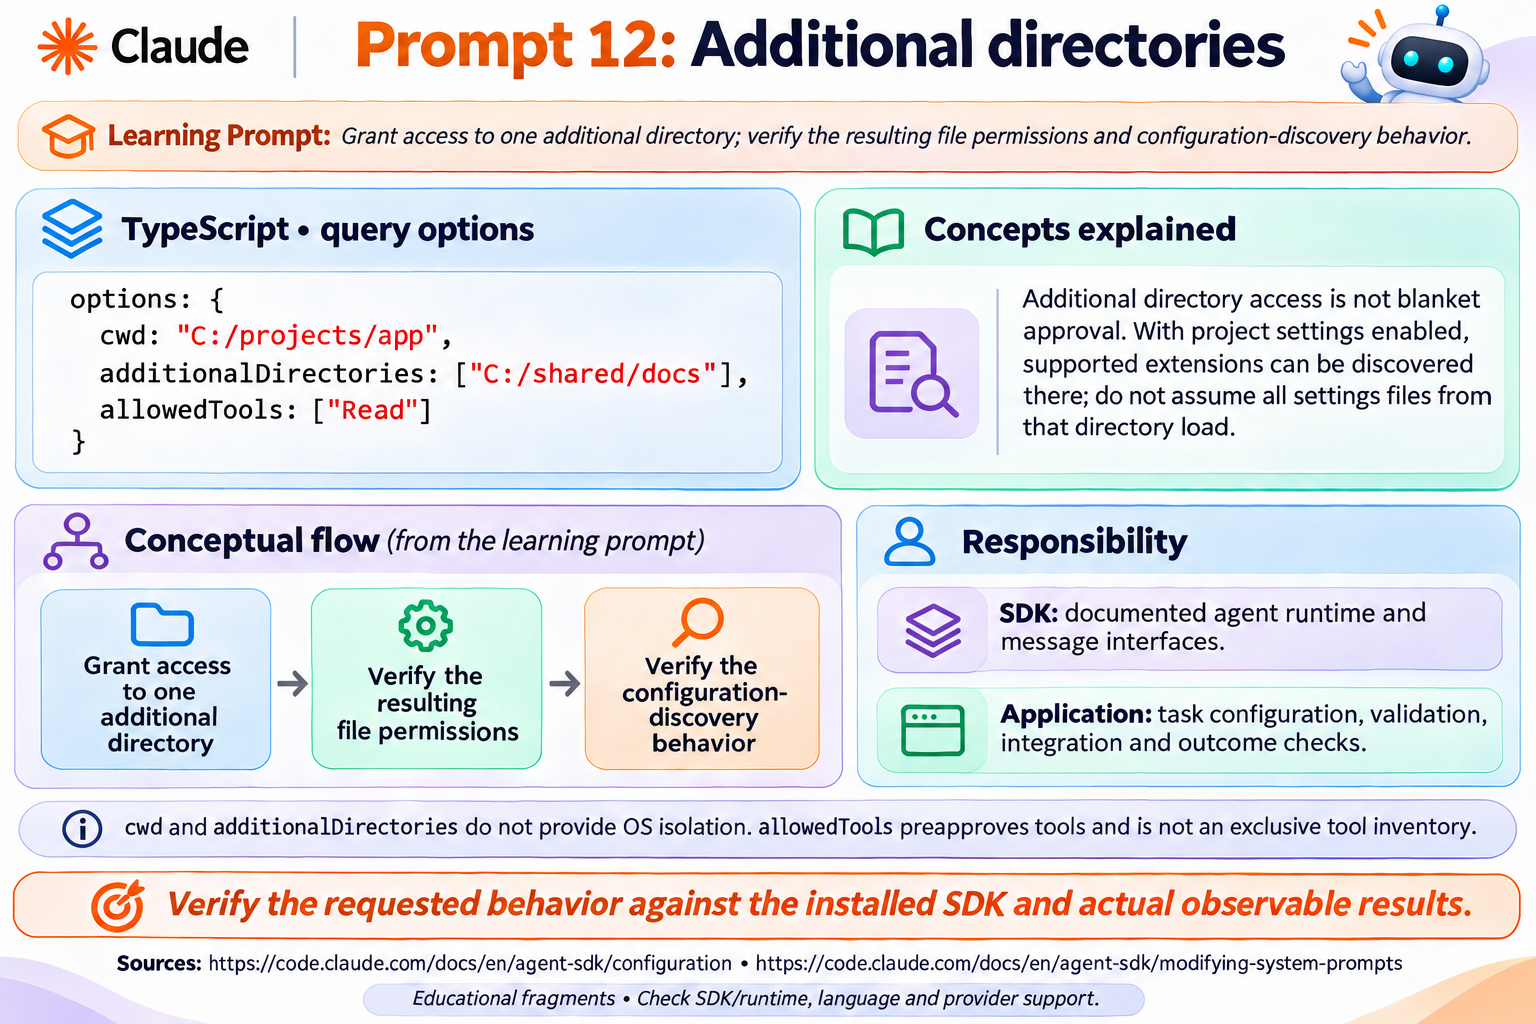 Claude
Prompt 12: Additional directories
Learning Prompt: Grant access to one additional directory; verify the resulting file permissions and configuration-discovery behavior.
TypeScript • query options
options: {
  cwd: "C:/projects/app",
  additionalDirectories: ["C:/shared/docs"],
  allowedTools: ["Read"]
}
Concepts explained
Additional directory access is not blanket
approval. With project settings enabled,
supported extensions can be discovered
there; do not assume all settings files from
that directory load.
Conceptual flow (from the learning prompt)
Grant access
to one
additional
directory
Verify the
resulting
file permissions
Verify the
configuration-
discovery
behavior
Responsibility
SDK: documented agent runtime and
message interfaces.
Application: task configuration, validation,
integration and outcome checks.
cwd and additionalDirectories do not provide OS isolation. allowedTools preapproves tools and is not an exclusive tool inventory.
Verify the requested behavior against the installed SDK and actual observable results.
Sources: https://code.claude.com/docs/en/agent-sdk/configuration • https://code.claude.com/docs/en/agent-sdk/modifying-system-prompts
Educational fragments • Check SDK/runtime, language and provider support.